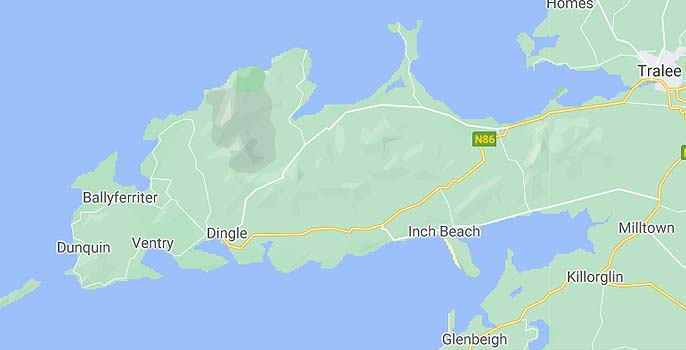 Homes
Tralee
N86
Ballyferriter
Dunquin
Ventry
Dingle
Inch Beach
Milltown
Killorglin
Glenbeigh